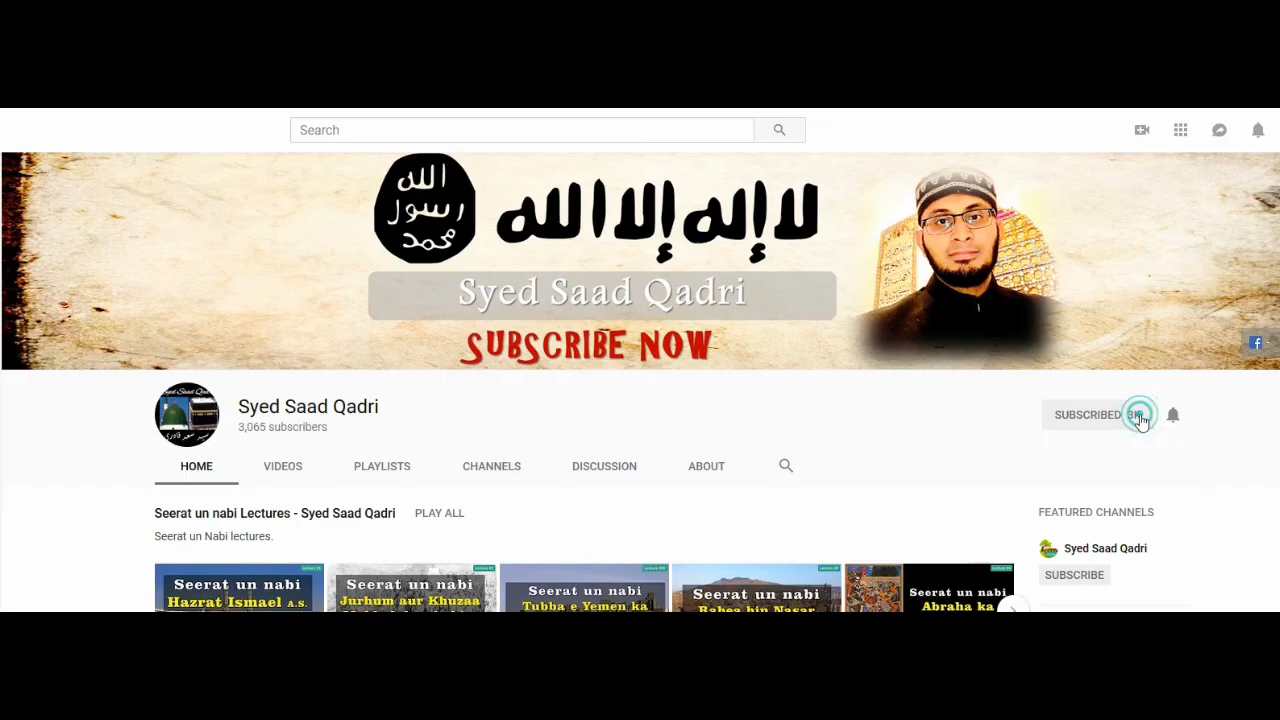 Search
الله
رسول
محمد
لا إله إلا الله
Syed Saad Qadri
SUBSCRIBE NOW
Syed Saad Qadri
3,065 subscribers
SUBSCRIBED
HOME
VIDEOS
PLAYLISTS
CHANNELS
DISCUSSION
ABOUT
Seerat un nabi Lectures - Syed Saad Qadri
PLAY ALL
Seerat un Nabi lectures.
FEATURED CHANNELS
Syed Saad Qadri
SUBSCRIBE
Seerat un nabi
Hazrat Ismael A.S.
Seerat un nabi
Jurhum aur Khuzaa
Seerat un nabi
Tubba e Yemen ka
Seerat un nabi
Rabea bin Nasar
Seerat un nabi
Abraha ka